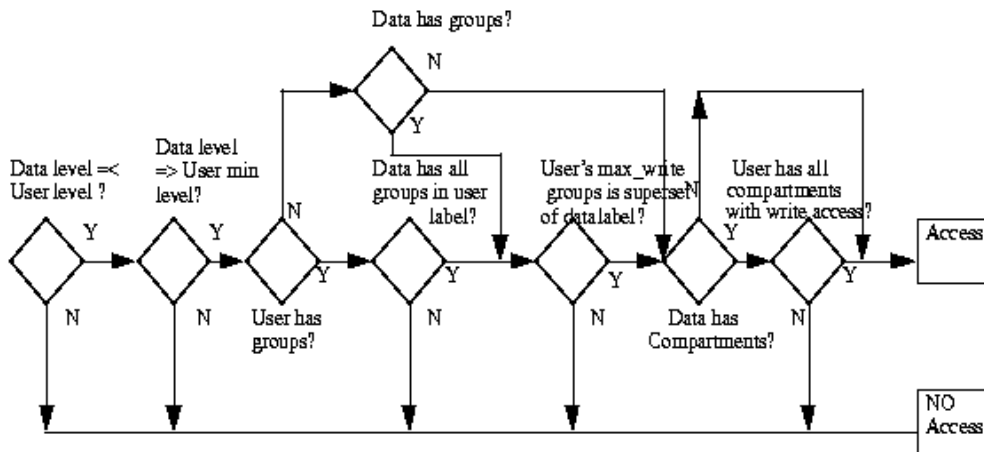 Data has groups?
N
Y
Data level =<
User level ?
Data level
=> User min
level?
Data has all
groups in user
label?
User's max_write
groups is superset
of datalabel?
User has all
compartments
with write access?
N
N
Y
Y
Y
Y
Y
Y
Y
Access
User has
groups?
Data has
Compartments?
N
N
N
N
N
NO
Access